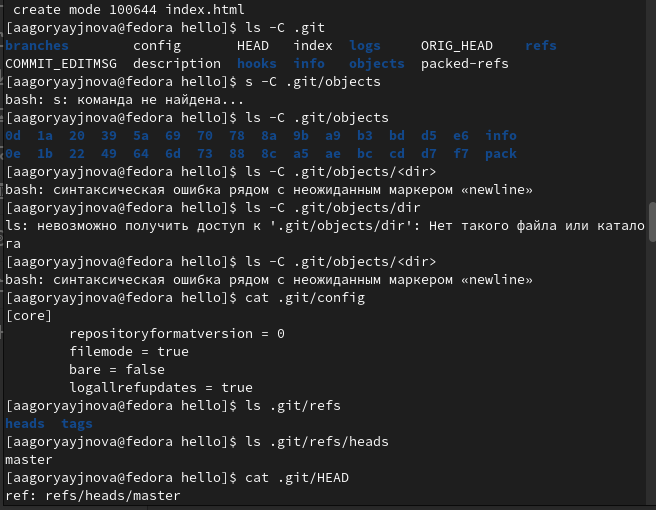 create mode 100644 index.html
[aagoryayjnova@fedora hello]$ ls -C .git
branches        config       HEAD   index  logs     ORIG_HEAD    refs
COMMIT_EDITMSG  description  hooks  info   objects  packed-refs
[aagoryayjnova@fedora hello]$ s -C .git/objects
bash: s: команда не найдена...
[aagoryayjnova@fedora hello]$ ls -C .git/objects
0d  1a  20  39  5a  69  70  78  8a  9b  a9  b3  bd  d5  e6  info
0e  1b  22  49  64  6d  73  88  8c  a5  ae  bc  cd  d7  f7  pack
[aagoryayjnova@fedora hello]$ ls -C .git/objects/<dir>
bash: синтаксическая ошибка рядом с неожиданным маркером «newline»
[aagoryayjnova@fedora hello]$ ls -C .git/objects/dir
ls: невозможно получить доступ к '.git/objects/dir': Нет такого файла или катало
га
[aagoryayjnova@fedora hello]$ ls -C .git/objects/<dir>
bash: синтаксическая ошибка рядом с неожиданным маркером «newline»
[aagoryayjnova@fedora hello]$ cat .git/config
[core]
        repositoryformatversion = 0
        filemode = true
        bare = false
        logallrefupdates = true
[aagoryayjnova@fedora hello]$ ls .git/refs
heads  tags
[aagoryayjnova@fedora hello]$ ls .git/refs/heads
master
[aagoryayjnova@fedora hello]$ cat .git/HEAD
ref: refs/heads/master